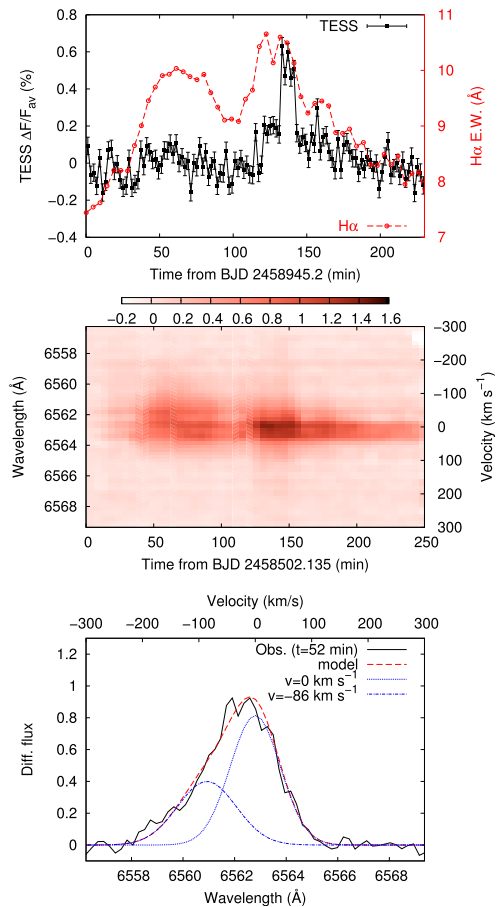 TESS
TESS ΔF/Fav (%)
0.8
0.6
0.4
0.2
0
−0.2
−0.4
11
10
9
8
7
Hα E.W. (Å)
Hα
0 50 100 150 200
Time from BJD 2458945.2 (min)
−0.2 0 0.2 0.4 0.6 0.8 1 1.2 1.4 1.6
Wavelength (Å)
6558
6560
6562
6564
6566
6568
−300
−200
−100
0
100
200
300
Velocity (km s−1)
0 50 100 150 200 250
Time from BJD 2458502.135 (min)
Velocity (km/s)
−300 −200 −100 0 100 200 300
Obs. (t=52 min)
model
v=0 km s−1
v=−86 km s−1
Diff. flux
1.2
1
0.8
0.6
0.4
0.2
0
6558 6560 6562 6564 6566 6568
Wavelength (Å)